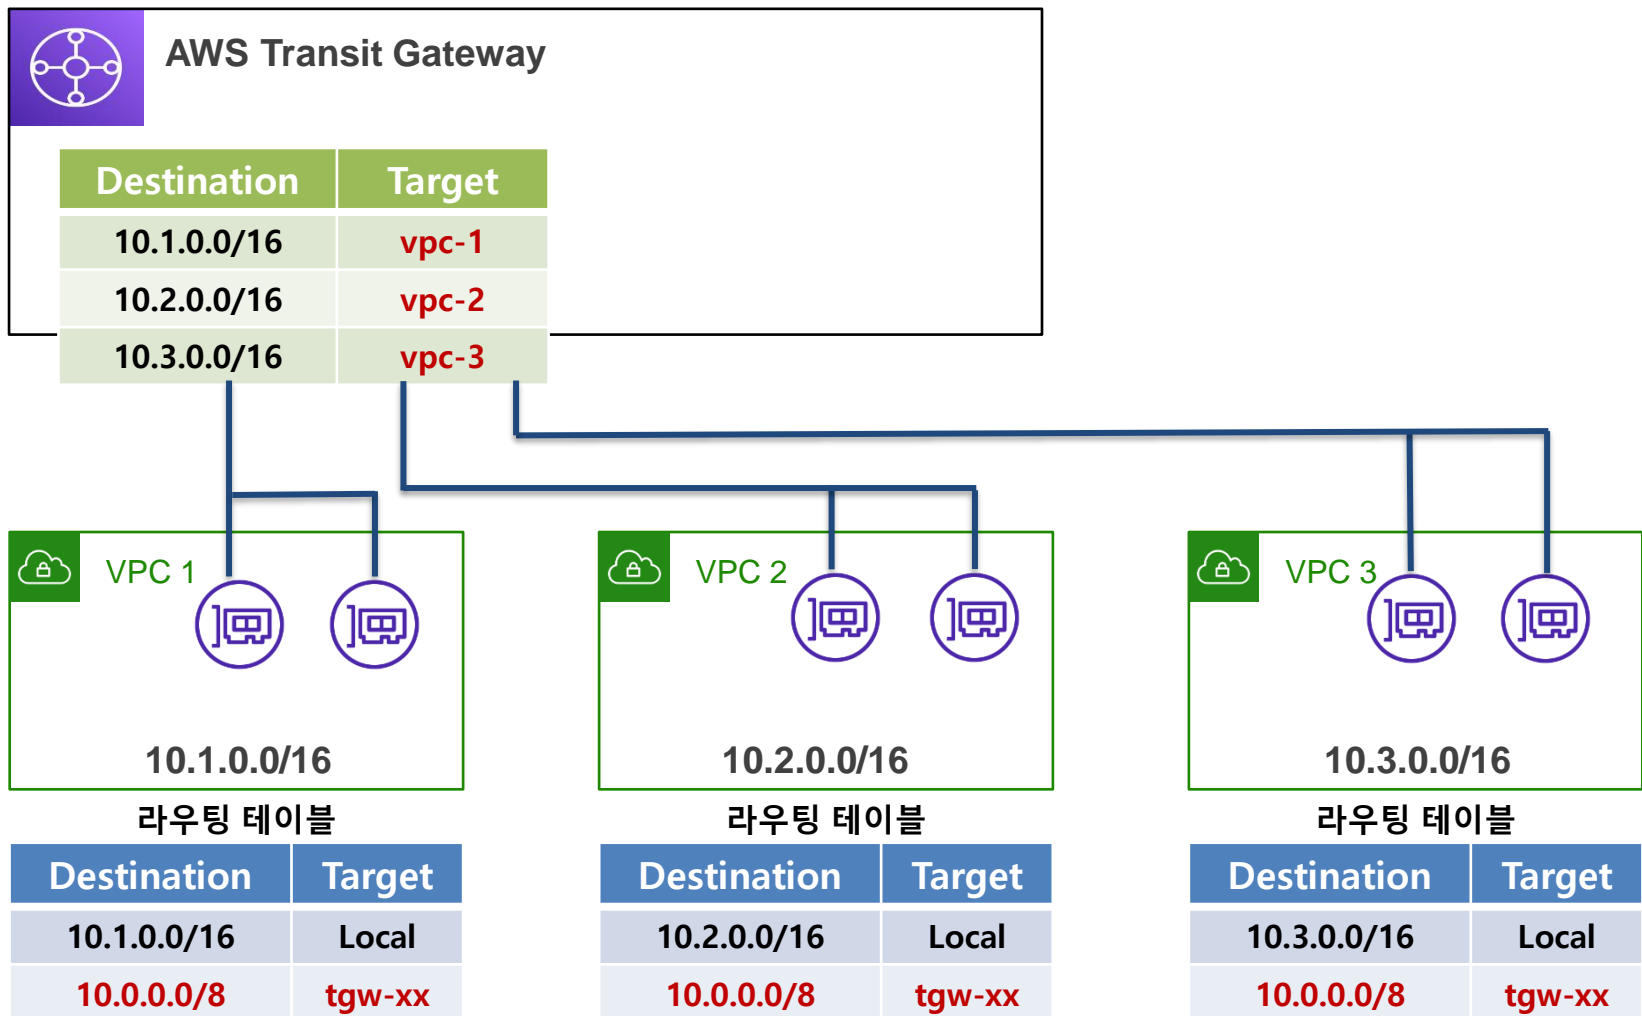 AWS Transit Gateway
Destination Target
10.1.0.0/16 vpc-1
10.2.0.0/16 vpc-2
10.3.0.0/16 vpc-3
VPC 1
10.1.0.0/16
라우팅 테이블
Destination Target
10.1.0.0/16 Local
10.0.0.0/8 tgw-xx
VPC 2
10.2.0.0/16
라우팅 테이블
Destination Target
10.2.0.0/16 Local
10.0.0.0/8 tgw-xx
VPC 3
10.3.0.0/16
라우팅 테이블
Destination Target
10.3.0.0/16 Local
10.0.0.0/8 tgw-xx